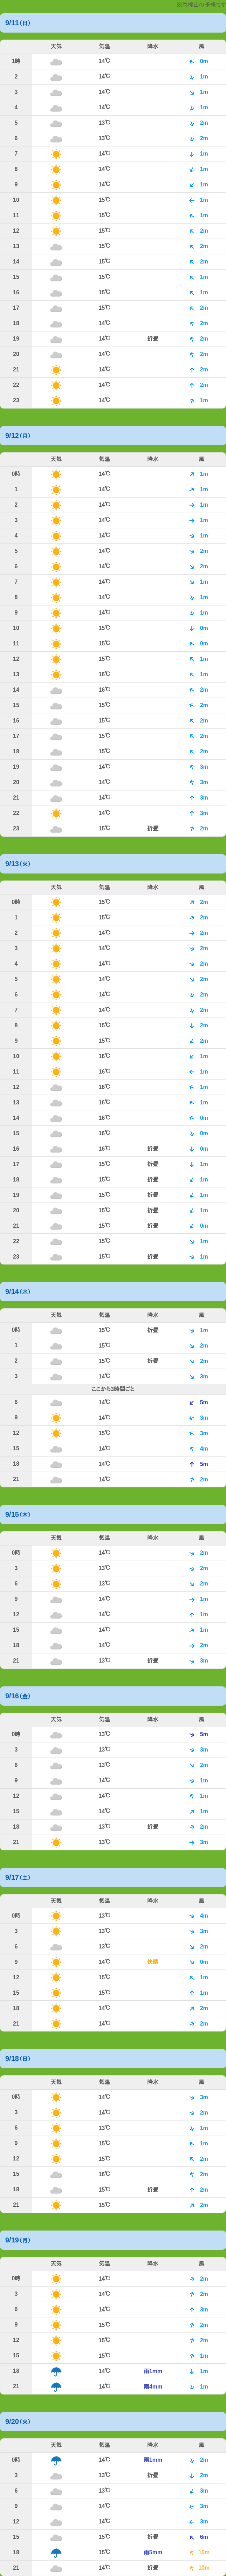 ※巻機山の予報です
9/11(日)
天気 気温 降水 風
1時 14℃ 0m
2 14℃ 1m
3 14℃ 1m
4 14℃ 1m
5 13℃ 2m
6 13℃ 2m
7 14℃ 1m
8 14℃ 1m
9 14℃ 1m
10 15℃ 1m
11 15℃ 1m
12 15℃ 2m
13 15℃ 2m
14 15℃ 2m
15 15℃ 1m
16 15℃ 1m
17 15℃ 2m
18 14℃ 2m
19 14℃ 折畳 2m
20 14℃ 2m
21 14℃ 2m
22 14℃ 2m
23 14℃ 1m
9/12(月)
天気 気温 降水 風
0時 14℃ 1m
1 14℃ 1m
2 14℃ 1m
3 14℃ 1m
4 14℃ 1m
5 14℃ 2m
6 14℃ 2m
7 14℃ 1m
8 14℃ 1m
9 14℃ 1m
10 15℃ 0m
11 15℃ 0m
12 15℃ 1m
13 16℃ 1m
14 16℃ 2m
15 15℃ 2m
16 15℃ 2m
17 15℃ 2m
18 15℃ 2m
19 14℃ 3m
20 14℃ 3m
21 14℃ 3m
22 14℃ 3m
23 15℃ 折畳 2m
9/13(火)
天気 気温 降水 風
0時 15℃ 2m
1 15℃ 2m
2 14℃ 2m
3 14℃ 2m
4 14℃ 2m
5 14℃ 2m
6 14℃ 2m
7 14℃ 2m
8 15℃ 2m
9 15℃ 2m
10 16℃ 1m
11 16℃ 1m
12 16℃ 1m
13 16℃ 1m
14 16℃ 0m
15 16℃ 0m
16 16℃ 折畳 0m
17 15℃ 折畳 1m
18 14℃ 折畳 1m
19 14℃ 折畳 1m
20 14℃ 折畳 1m
21 14℃ 折畳 0m
22 15℃ 1m
23 15℃ 折畳 1m
9/14(水)
天気 気温 降水 風
0時 15℃ 折畳 1m
1 15℃ 2m
2 15℃ 折畳 2m
3 14℃ 3m
ここから3時間ごと
6 14℃ 5m
9 14℃ 3m
12 15℃ 3m
15 14℃ 4m
18 14℃ 5m
21 14℃ 2m
9/15(木)
天気 気温 降水 風
0時 14℃ 2m
3 13℃ 2m
6 13℃ 2m
9 14℃ 1m
12 14℃ 1m
15 14℃ 1m
18 14℃ 2m
21 13℃ 折畳 3m
9/16(金)
天気 気温 降水 風
0時 13℃ 5m
3 13℃ 3m
6 13℃ 2m
9 14℃ 1m
12 14℃ 1m
15 14℃ 1m
18 13℃ 折畳 2m
21 13℃ 3m
9/17(土)
天気 気温 降水 風
0時 13℃ 4m
3 13℃ 3m
6 13℃ 2m
9 14℃ 0m
12 15℃ 1m
15 15℃ 1m
18 14℃ 2m
21 14℃ 2m
9/18(日)
天気 気温 降水 風
0時 14℃ 3m
3 14℃ 2m
6 13℃ 1m
9 15℃ 1m
12 15℃ 2m
15 16℃ 2m
18 15℃ 折畳 2m
21 15℃ 2m
9/19(月)
天気 気温 降水 風
0時 14℃ 2m
3 14℃ 2m
6 14℃ 3m
9 15℃ 2m
12 15℃ 2m
15 15℃ 1m
18 14℃ 雨1mm 1m
21 14℃ 雨4mm 1m
9/20(火)
天気 気温 降水 風
0時 14℃ 雨1mm 2m
3 14℃ 折畳 2m
6 13℃ 3m
9 14℃ 3m
12 14℃ 3m
15 15℃ 折畳 6m
18 15℃ 雨5mm 10m
21 14℃ 折畳 10m